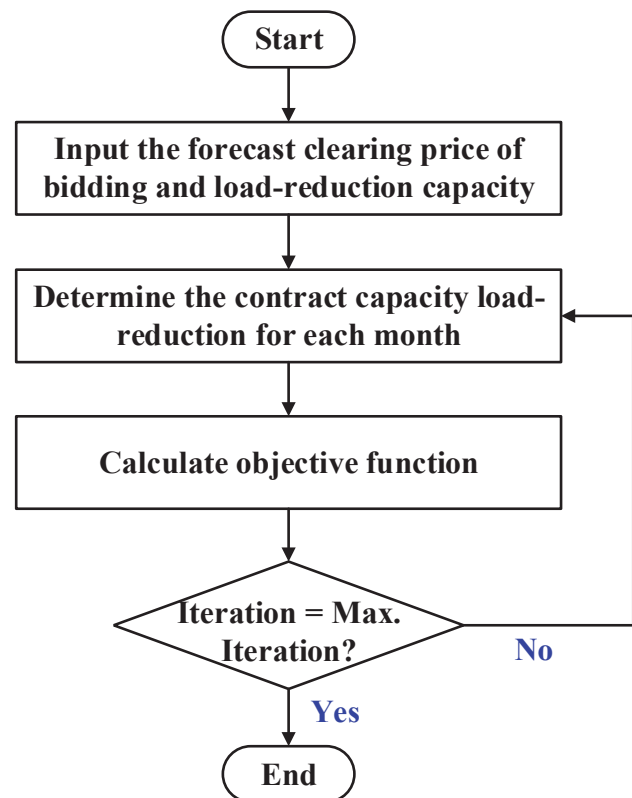 Start
Input the forecast clearing price of
bidding and load-reduction capacity
Determine the contract capacity load-
reduction for each month
Calculate objective function
Iteration = Max.
Iteration?
No
Yes
End